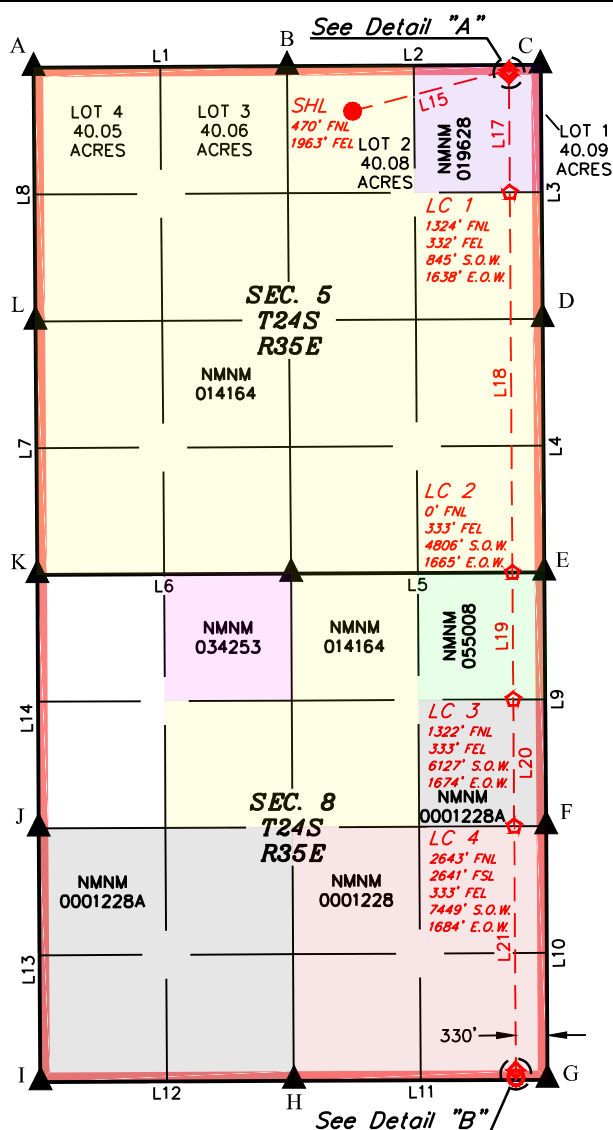 See Detail "A"
A
B
C
L1
L2
LOT 4
40.05
ACRES
LOT 3
40.06
ACRES
SHL
470' FNL
1963' FEL
L15
LOT 2
40.08
ACRES
NMNM
019628
L17
LOT 1
40.09
ACRES
L8
L3
LC 1
1324' FNL
332' FEL
845' S.O.W.
1638' E.O.W.
SEC. 5
T24S
R35E
L
D
NMNM
014164
L18
L7
L4
LC 2
0' FNL
333' FEL
4806' S.O.W.
1665' E.O.W.
K
E
L6
L5
NMNM
034253
NMNM
014164
NMNM
055008
L19
L14
L9
LC 3
1322' FNL
333' FEL
6127' S.O.W.
1674' E.O.W.
L20
NMNM
0001228A
SEC. 8
T24S
R35E
J
F
LC 4
2643' FNL
2641' FSL
333' FEL
7449' S.O.W.
1684' E.O.W.
NMNM
0001228A
NMNM
0001228
L21
L13
L10
330'
I
H
G
L12
L11
See Detail "B"